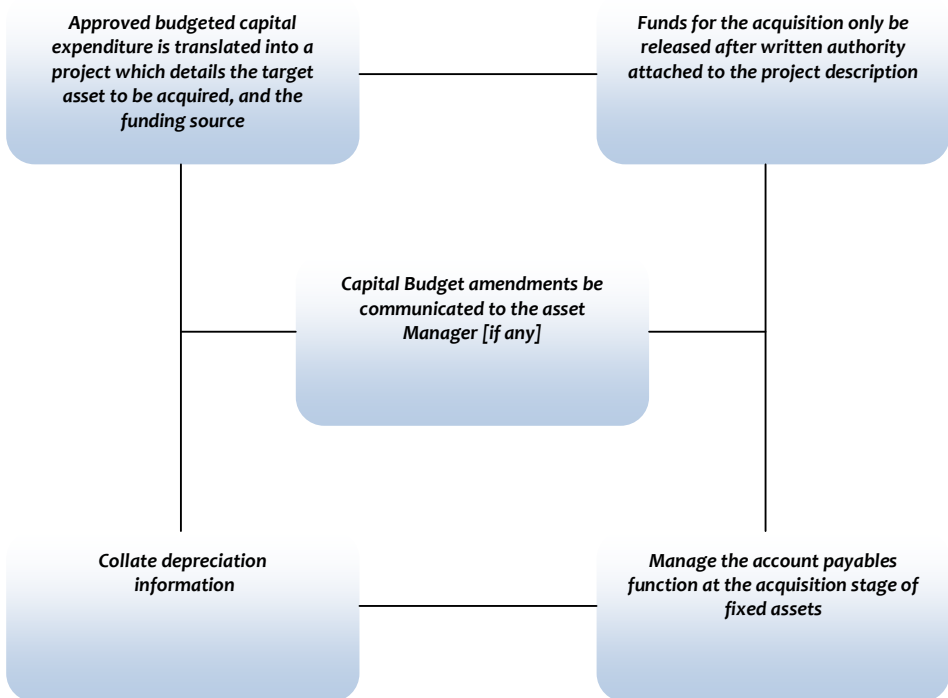 Approved budgeted capital
expenditure is translated into a
project which details the target
asset to be acquired, and the
funding source
Funds for the acquisition only be
released after written authority
attached to the project description
Capital Budget amendments be
communicated to the asset
Manager [if any]
Collate depreciation
information
Manage the account payables
function at the acquisition stage of
fixed assets